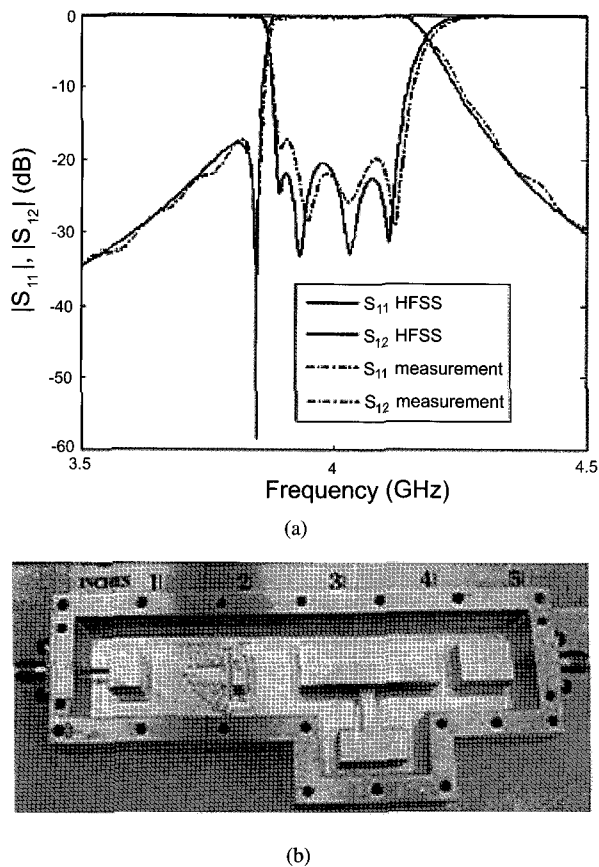 0
-10
-20
-30
-40
-50
-60
|S11|, |S12| (dB)
S11 HFSS
S12 HFSS
S11 measurement
S12 measurement
3.5
4
4.5
Frequency (GHz)
(a)
INCHES 1 2 3 4 5
(b)